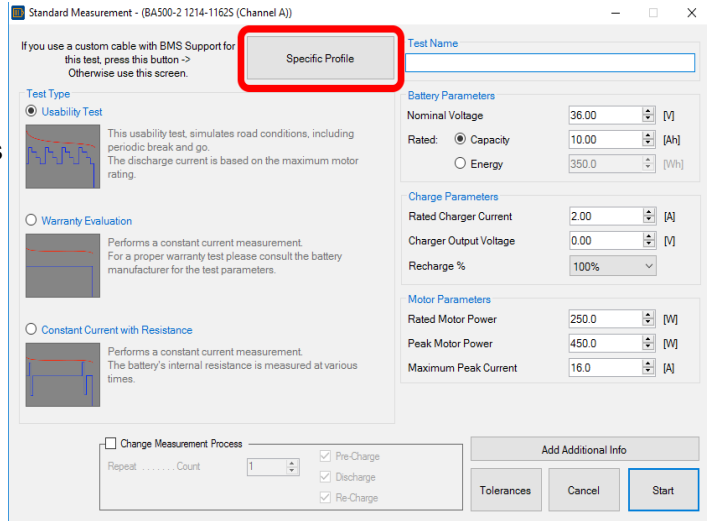 Standard Measurement - (BA500-2 1214-1162S (Channel A))
If you use a custom cable with BMS Support for
this test, press this button ->
Otherwise use this screen.
Specific Profile
Test Name
Test Type
Usability Test
This usability test, simulates road conditions, including
periodic break and go.
The discharge current is based on the maximum motor
rating.
Warranty Evaluation
Performs a constant current measurement.
For a proper warranty test please consult the battery
manufacturer for the test parameters.
Constant Current with Resistance
Performs a constant current measurement.
The battery's internal resistance is measured at various
times.
Battery Parameters
Nominal Voltage 36.00 [V]
Rated: Capacity 10.00 [Ah]
Energy 350.0 [Wh]
Charge Parameters
Rated Charger Current 2.00 [A]
Charger Output Voltage 0.00 [V]
Recharge % 100%
Motor Parameters
Rated Motor Power 250.0 [W]
Peak Motor Power 450.0 [W]
Maximum Peak Current 16.0 [A]
Change Measurement Process
Repeat . . . . . . . Count 1
Pre-Charge
Discharge
Re-Charge
Add Additional Info
Tolerances Cancel Start
s